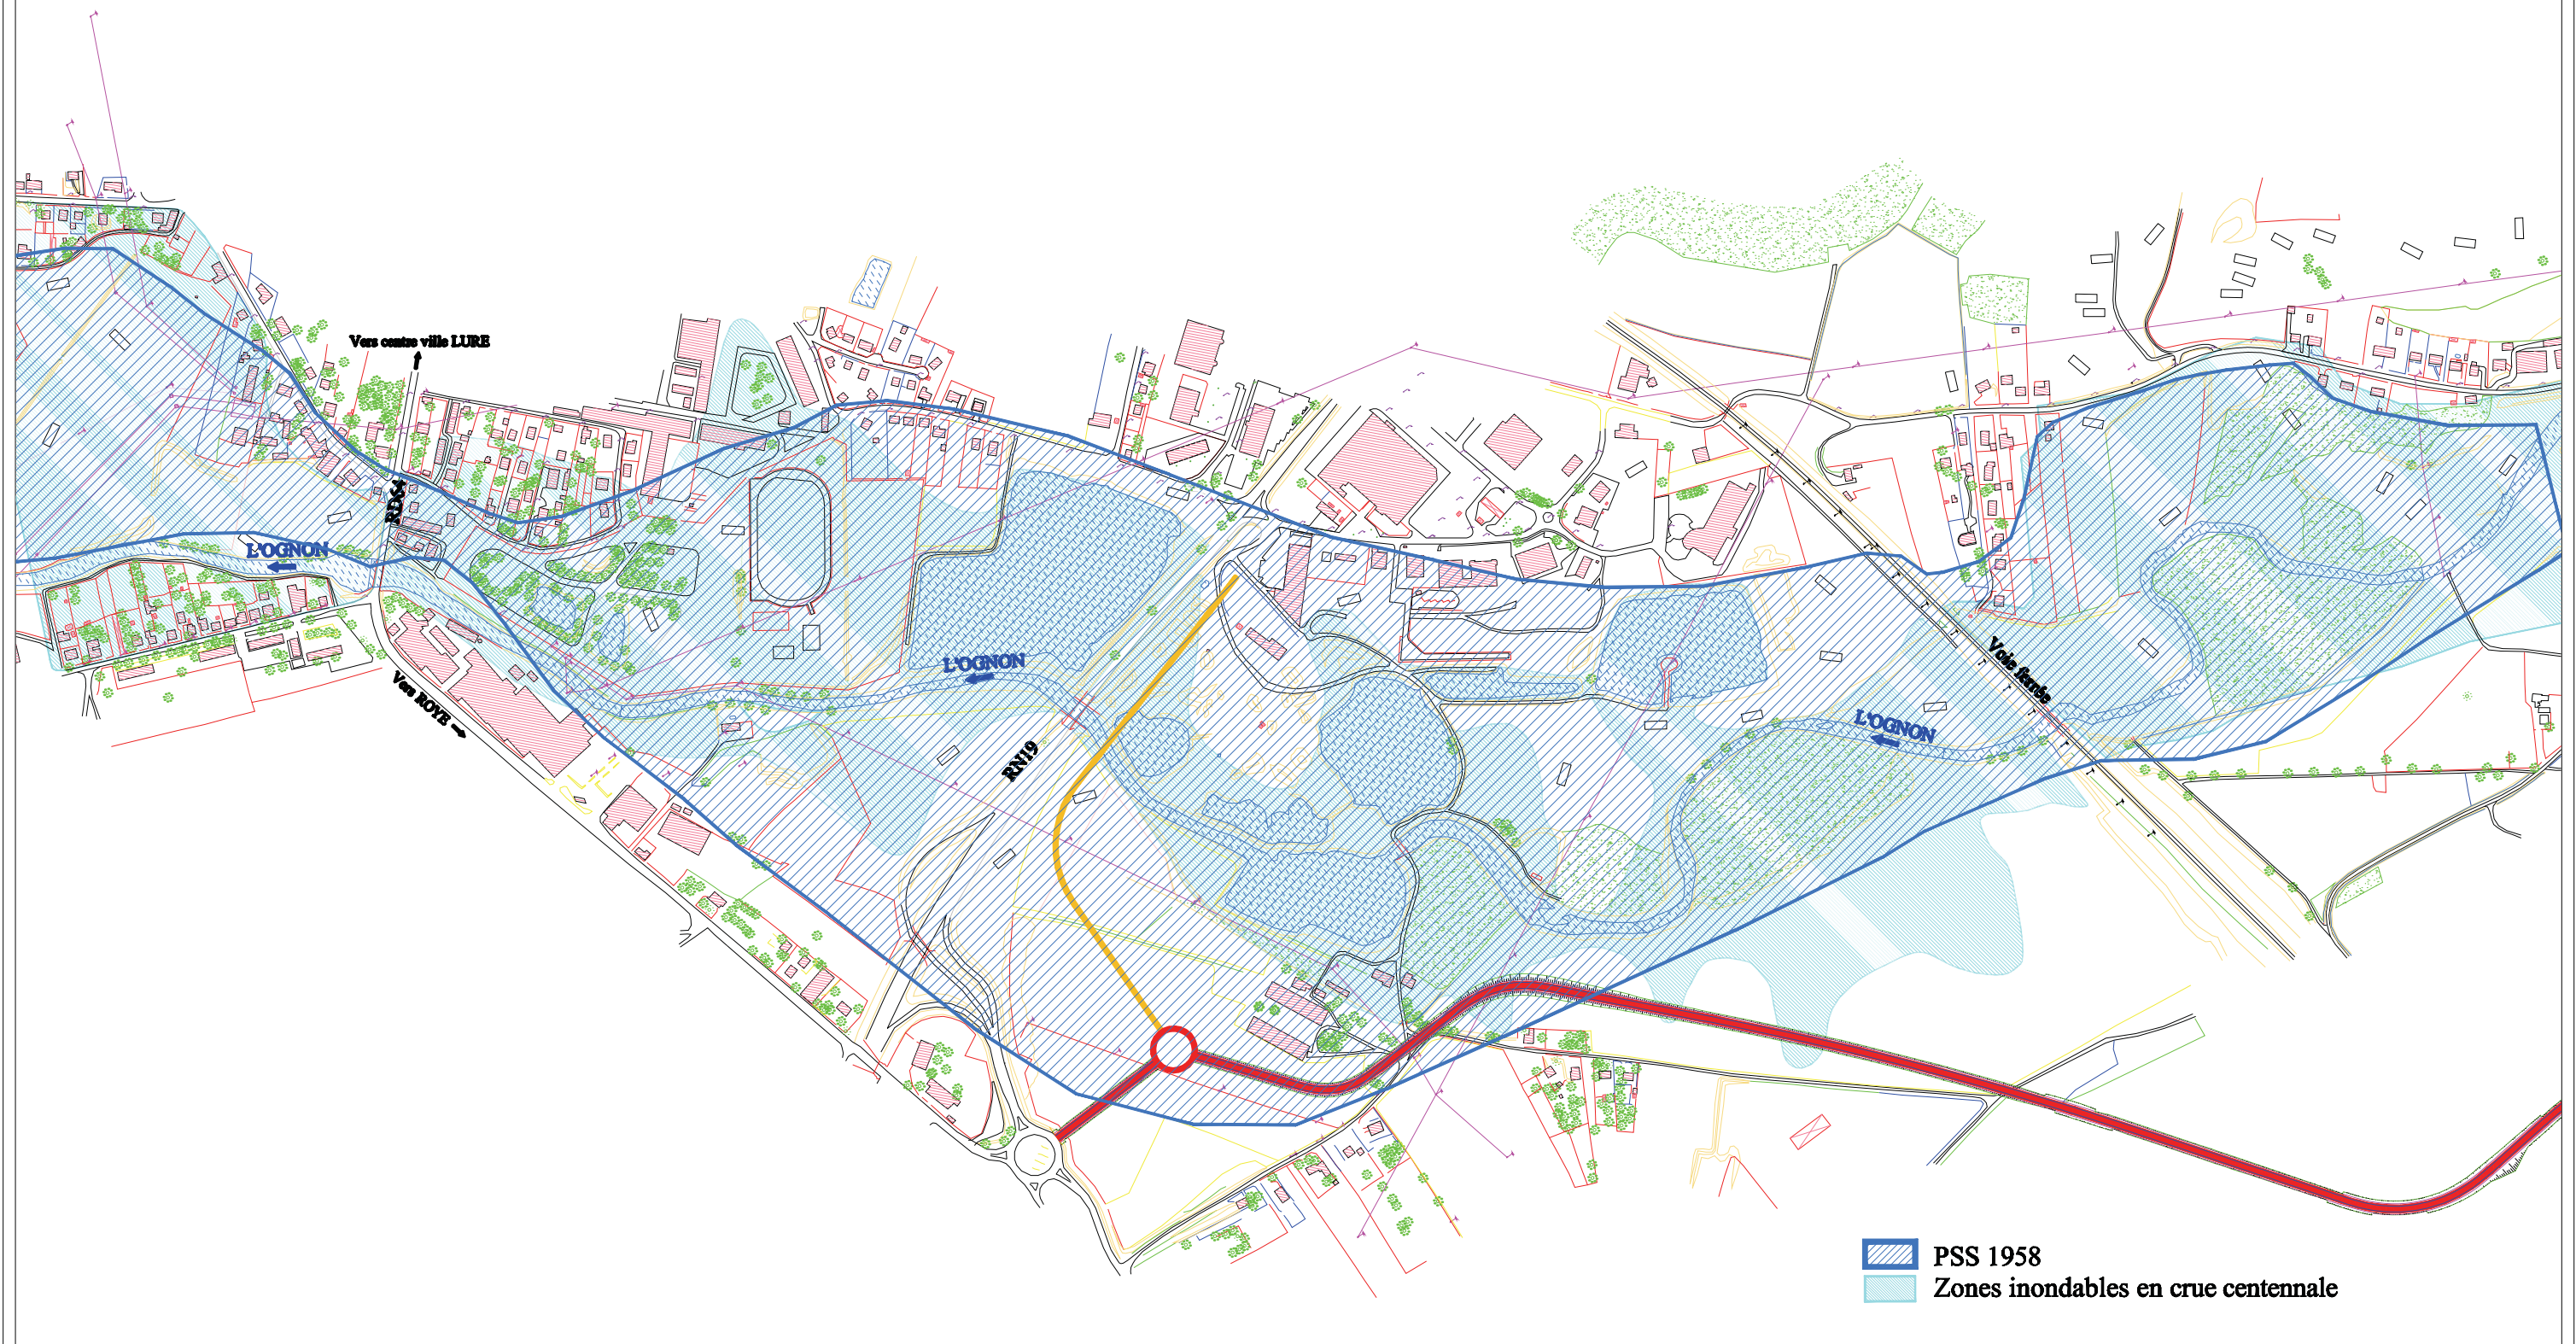 Vers centre ville LURE
RD64
L'OGNON
Vers ROYE
L'OGNON
RN19
Voie ferrée
L'OGNON
PSS 1958
Zones inondables en crue centennale